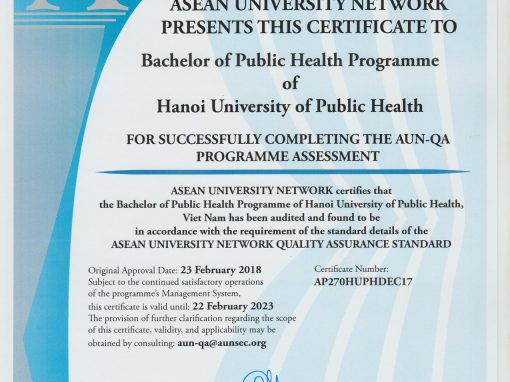 ASEAN UNIVERSITY NETWORK
PRESENTS THIS CERTIFICATE TO
Bachelor of Public Health Programme
of
Hanoi University of Public Health
FOR SUCCESSFULLY COMPLETING THE AUN-QA
PROGRAMME ASSESSMENT
ASEAN UNIVERSITY NETWORK certifies that
the Bachelor of Public Health Programme of Hanoi University of Public Health,
Viet Nam has been audited and found to be
in accordance with the requirement of the standard details of the
ASEAN UNIVERSITY NETWORK QUALITY ASSURANCE STANDARD
Original Approval Date: 23 February 2018
Subject to the continued satisfactory operations
of the programme's Management System,
this certificate is valid until: 22 February 2023
The provision of further clarification regarding the scope
of this certificate, validity, and applicability may be
obtained by consulting: aun-qa@aunsec.org
Certificate Number:
AP270HUPHDEC17